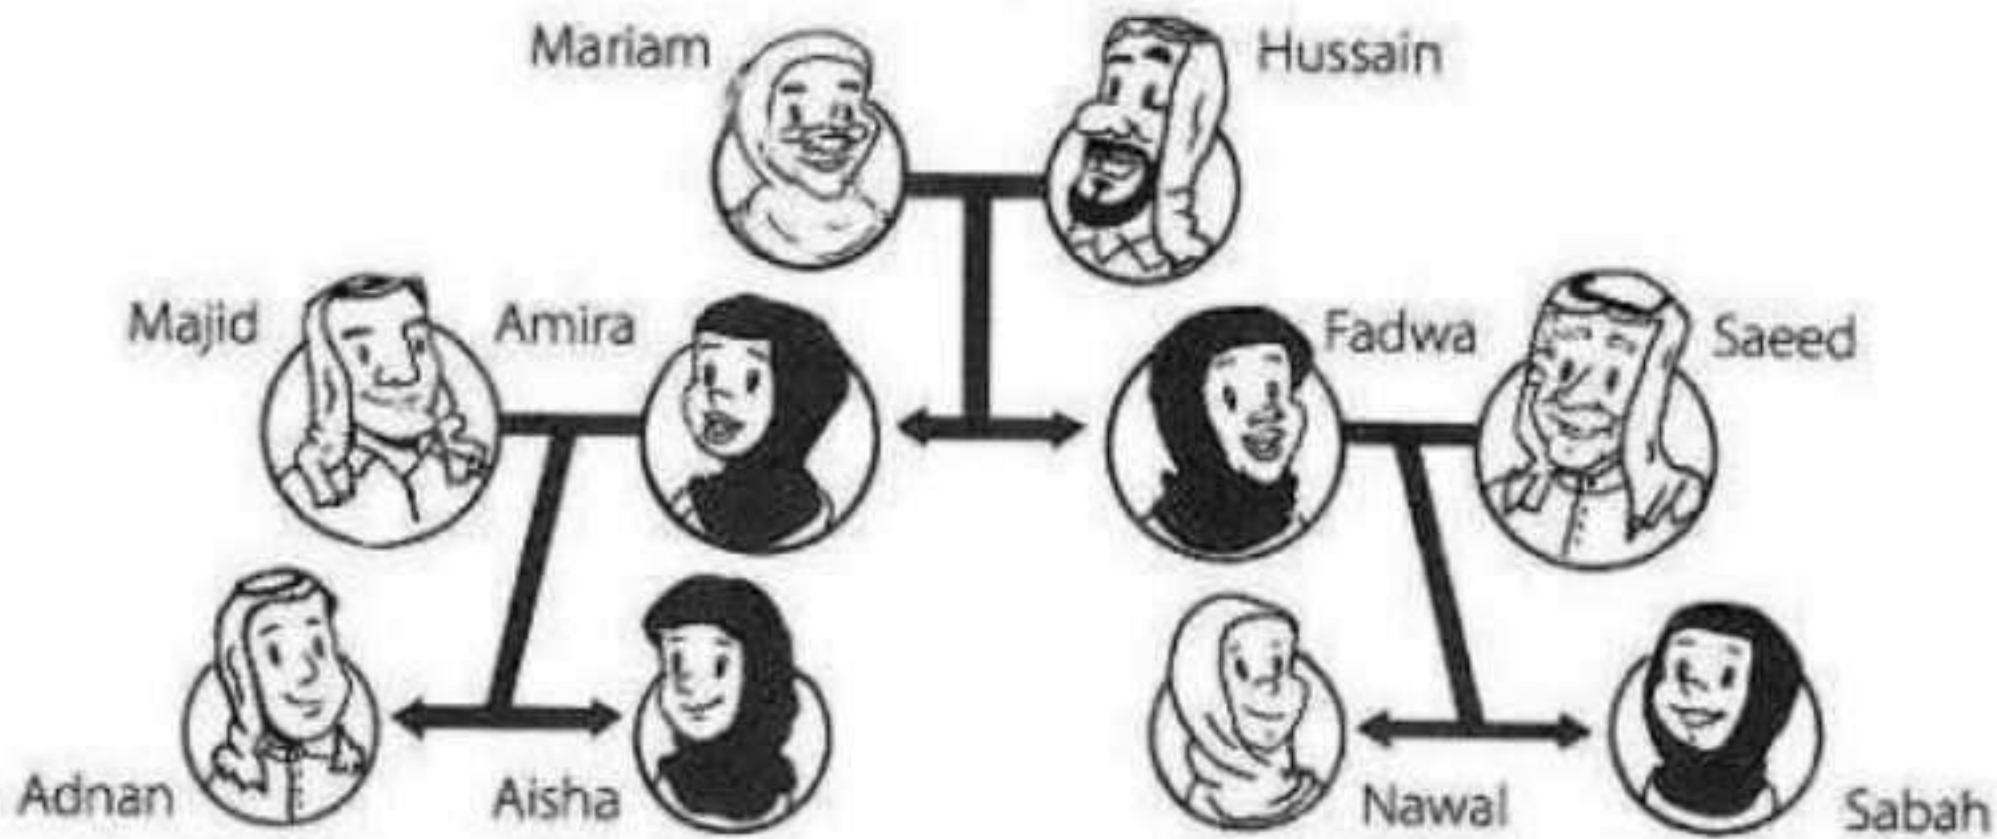 Mariam
Hussain
Majid
Amira
Fadwa
Saeed
Adnan
Aisha
Nawal
Sabah